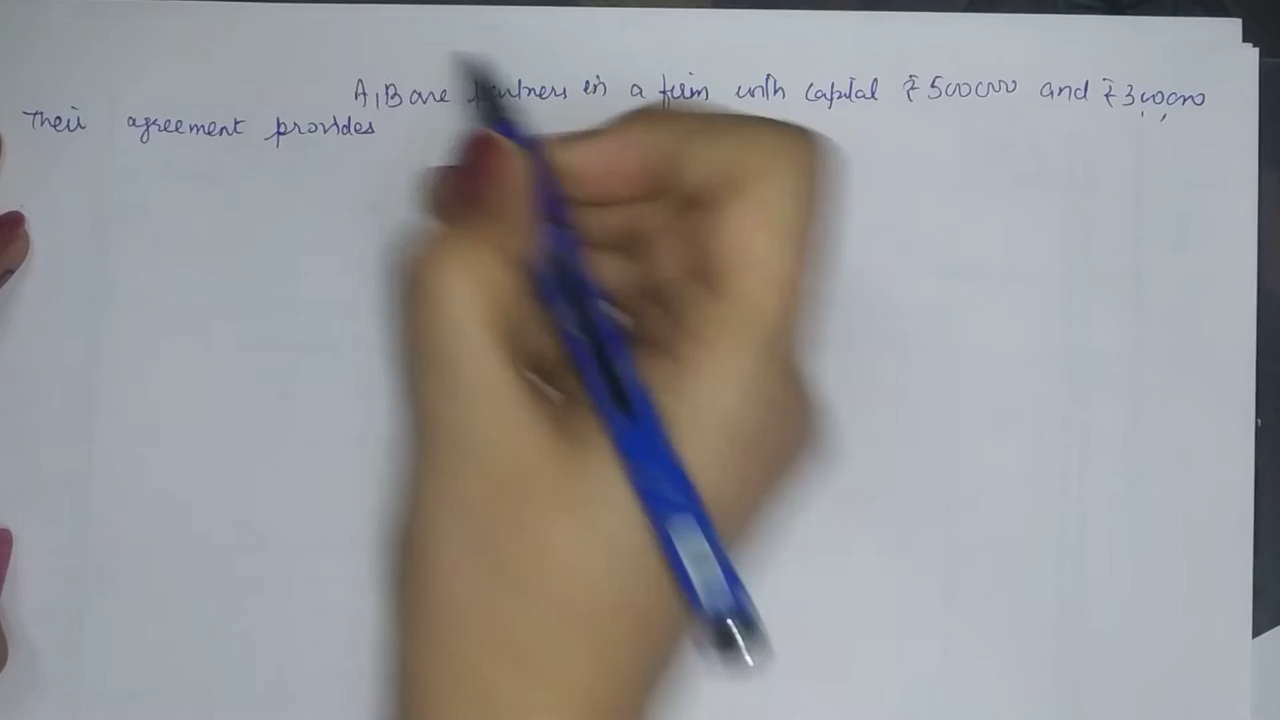 A, B are partners in a firm with capital ₹500000 and ₹300000
Their agreement provides